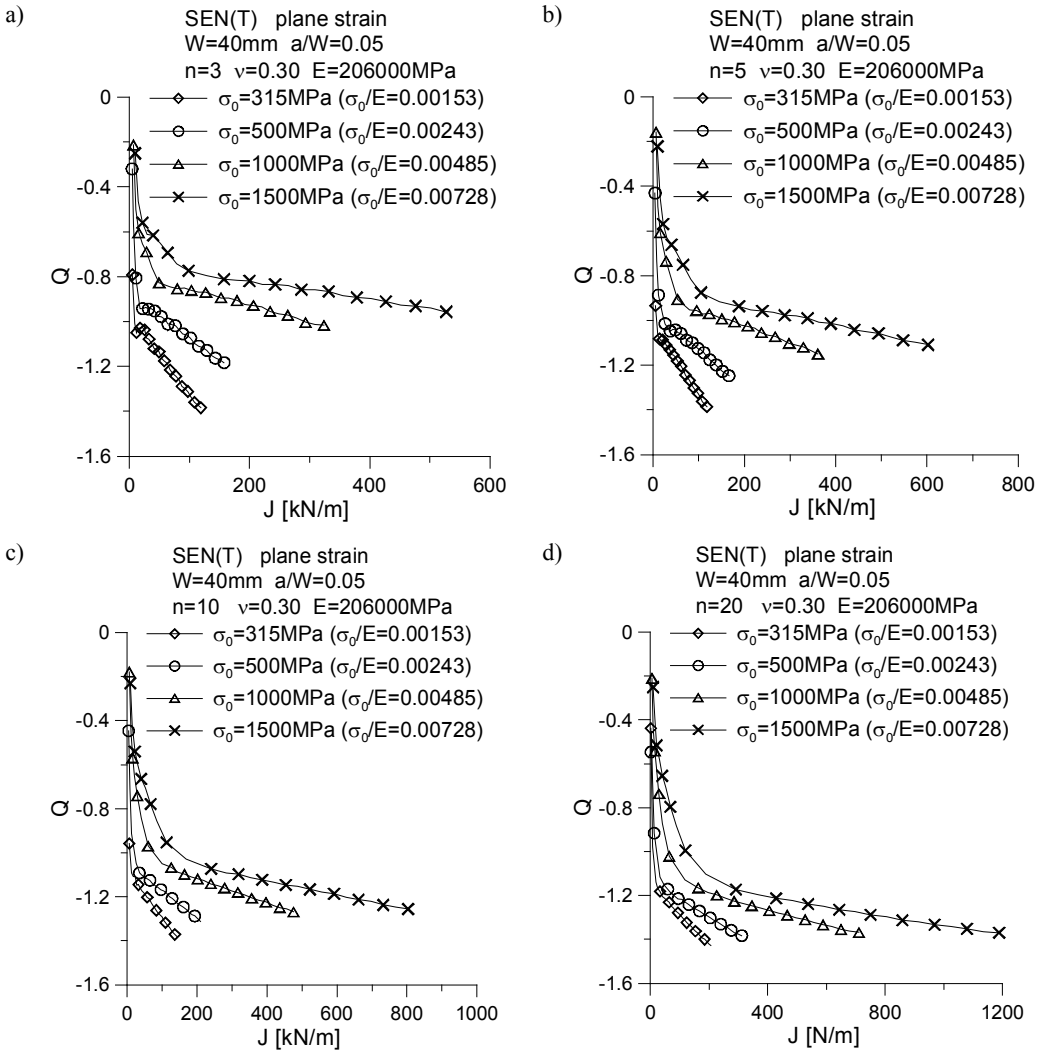 a)
SEN(T) plane strain
W=40mm a/W=0.05
n=3 ν=0.30 E=206000MPa
σ0=315MPa (σ0/E=0.00153)
σ0=500MPa (σ0/E=0.00243)
σ0=1000MPa (σ0/E=0.00485)
σ0=1500MPa (σ0/E=0.00728)
0
-0.4
-0.8
-1.2
-1.6
Q
0 200 400 600
J [kN/m]
b)
SEN(T) plane strain
W=40mm a/W=0.05
n=5 ν=0.30 E=206000MPa
σ0=315MPa (σ0/E=0.00153)
σ0=500MPa (σ0/E=0.00243)
σ0=1000MPa (σ0/E=0.00485)
σ0=1500MPa (σ0/E=0.00728)
0
-0.4
-0.8
-1.2
-1.6
Q
0 200 400 600 800
J [kN/m]
c)
SEN(T) plane strain
W=40mm a/W=0.05
n=10 ν=0.30 E=206000MPa
σ0=315MPa (σ0/E=0.00153)
σ0=500MPa (σ0/E=0.00243)
σ0=1000MPa (σ0/E=0.00485)
σ0=1500MPa (σ0/E=0.00728)
0
-0.4
-0.8
-1.2
-1.6
Q
0 200 400 600 800 1000
J [kN/m]
d)
SEN(T) plane strain
W=40mm a/W=0.05
n=20 ν=0.30 E=206000MPa
σ0=315MPa (σ0/E=0.00153)
σ0=500MPa (σ0/E=0.00243)
σ0=1000MPa (σ0/E=0.00485)
σ0=1500MPa (σ0/E=0.00728)
0
-0.4
-0.8
-1.2
-1.6
Q
0 400 800 1200
J [N/m]